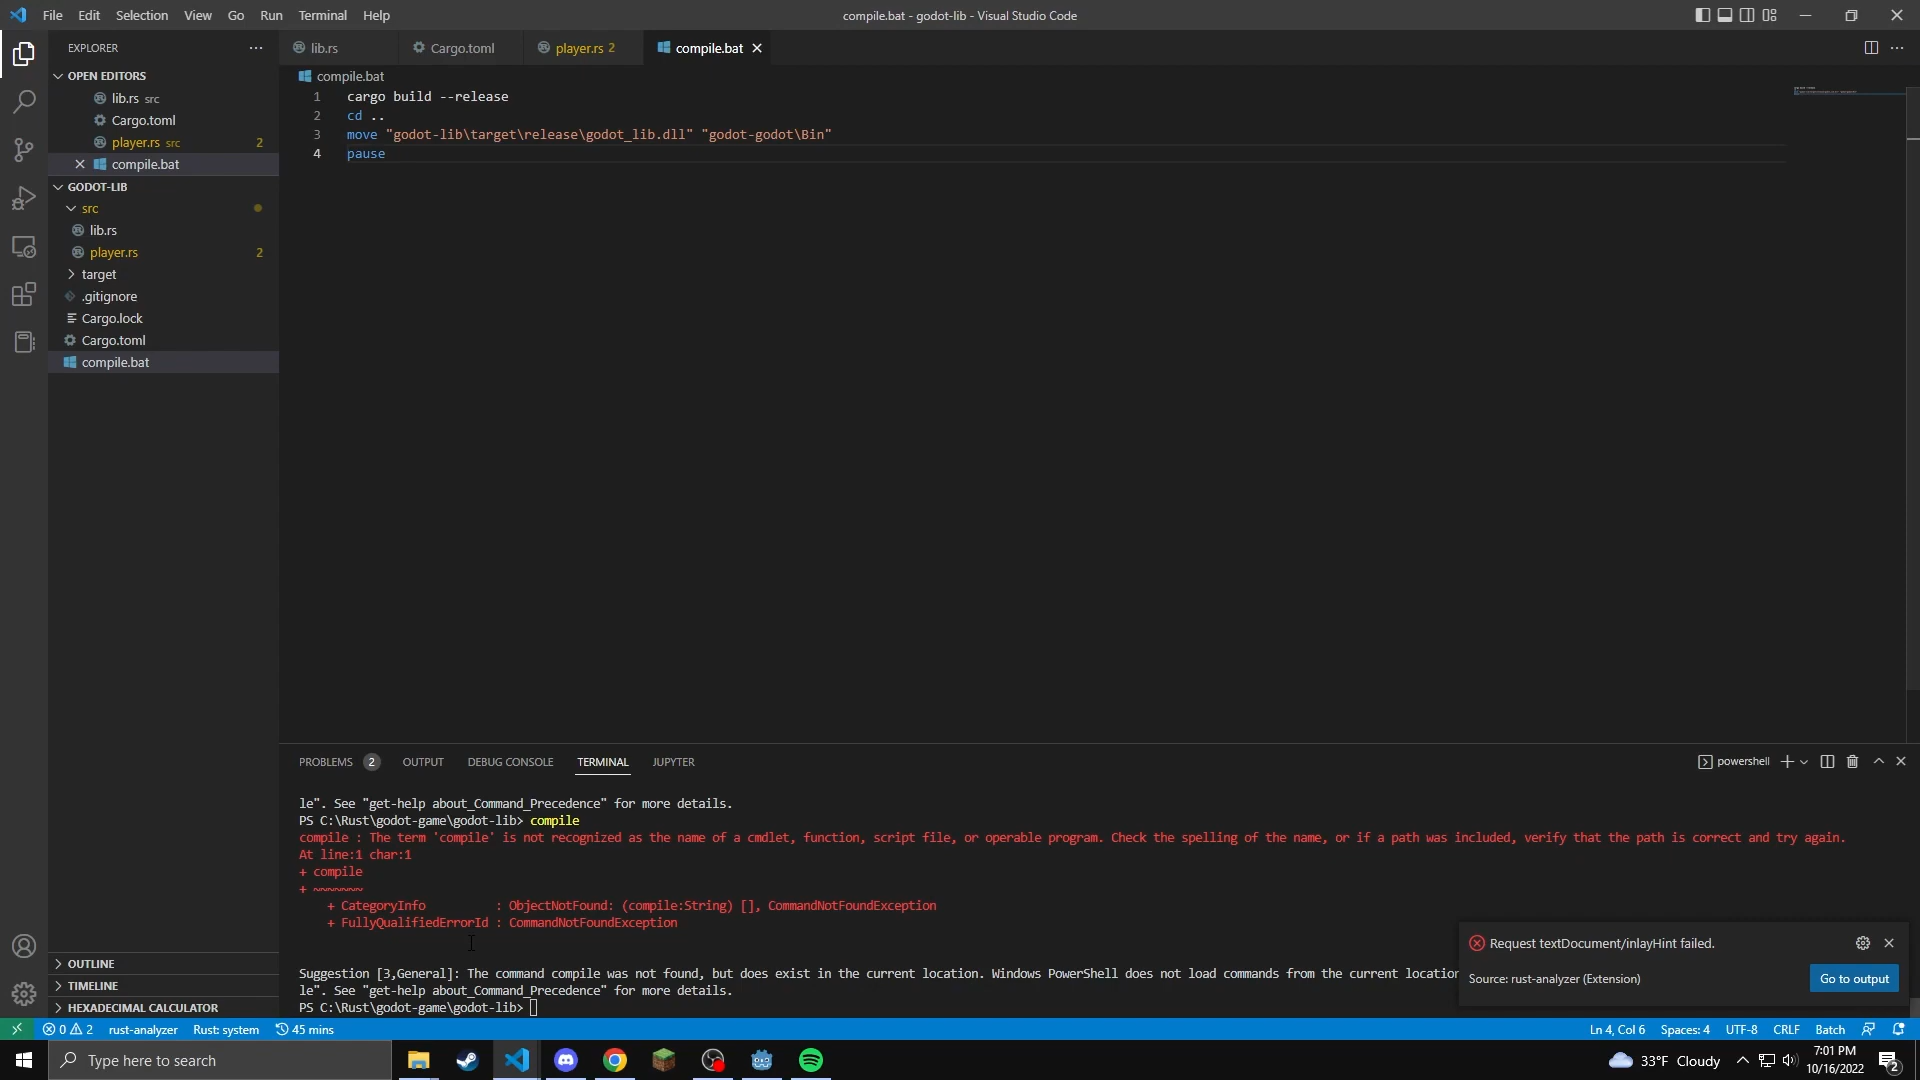 File Edit Selection View Go Run Terminal Help
compile.bat - godot-lib - Visual Studio Code
EXPLORER
OPEN EDITORS
lib.rs src
Cargo.toml
player.rs src 2
compile.bat
GODOT-LIB
src
lib.rs
player.rs 2
target
.gitignore
Cargo.lock
Cargo.toml
compile.bat
OUTLINE
TIMELINE
HEXADECIMAL CALCULATOR
lib.rs Cargo.toml player.rs 2 compile.bat
compile.bat
1 cargo build --release
2 cd ..
3 move "godot-lib\target\release\godot_lib.dll" "godot-godot\Bin"
4 pause
PROBLEMS 2 OUTPUT DEBUG CONSOLE TERMINAL JUPYTER
powershell
le". See "get-help about_Command_Precedence" for more details.
PS C:\Rust\godot-game\godot-lib> compile
compile : The term 'compile' is not recognized as the name of a cmdlet, function, script file, or operable program. Check the spelling of the name, or if a path was included, verify that the path is correct and try again.
At line:1 char:1
+ compile
+ ~~~~~~~
+ CategoryInfo : ObjectNotFound: (compile:String) [], CommandNotFoundException
+ FullyQualifiedErrorId : CommandNotFoundException
Suggestion [3,General]: The command compile was not found, but does exist in the current location. Windows PowerShell does not load commands from the current location
le". See "get-help about_Command_Precedence" for more details.
PS C:\Rust\godot-game\godot-lib>
Request textDocument/inlayHint failed.
Source: rust-analyzer (Extension)
Go to output
0 2 rust-analyzer Rust: system 45 mins
Ln 4, Col 6 Spaces: 4 UTF-8 CRLF Batch
Type here to search
33°F Cloudy
7:01 PM
10/16/2022
2